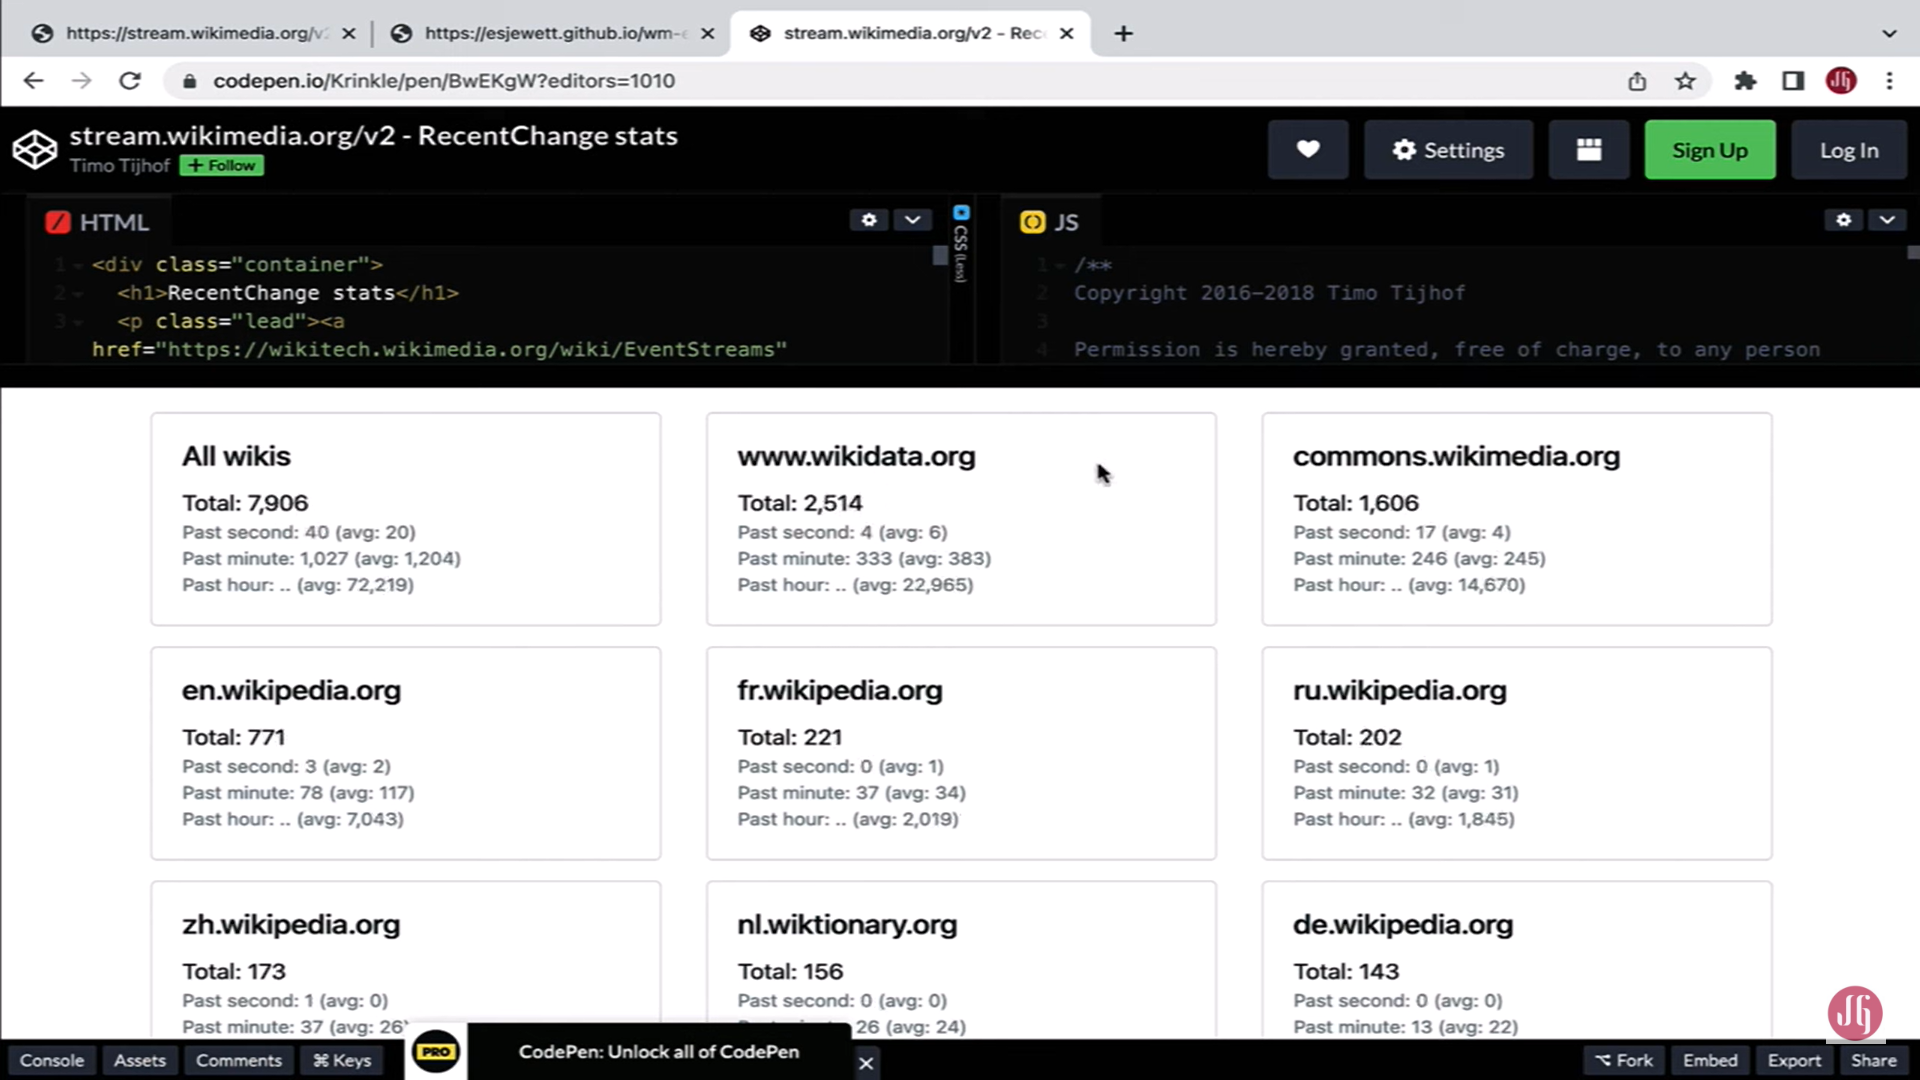 https://stream.wikimedia.org/v2
https://esjewett.github.io/wm-e
stream.wikimedia.org/v2 - Rec
codepen.io/Krinkle/pen/BwEKgW?editors=1010
stream.wikimedia.org/v2 - RecentChange stats
Timo Tijhof
+ Follow
Settings
Sign Up
Log In
HTML
CSS (Less)
JS
1 <div class="container">
2 <h1>RecentChange stats</h1>
3 <p class="lead"><a
href="https://wikitech.wikimedia.org/wiki/EventStreams"
1 /**
2 Copyright 2016-2018 Timo Tijhof
3
4 Permission is hereby granted, free of charge, to any person
All wikis
Total: 7,906
Past second: 40 (avg: 20)
Past minute: 1,027 (avg: 1,204)
Past hour: .. (avg: 72,219)
www.wikidata.org
Total: 2,514
Past second: 4 (avg: 6)
Past minute: 333 (avg: 383)
Past hour: .. (avg: 22,965)
commons.wikimedia.org
Total: 1,606
Past second: 17 (avg: 4)
Past minute: 246 (avg: 245)
Past hour: .. (avg: 14,670)
en.wikipedia.org
Total: 771
Past second: 3 (avg: 2)
Past minute: 78 (avg: 117)
Past hour: .. (avg: 7,043)
fr.wikipedia.org
Total: 221
Past second: 0 (avg: 1)
Past minute: 37 (avg: 34)
Past hour: .. (avg: 2,019)
ru.wikipedia.org
Total: 202
Past second: 0 (avg: 1)
Past minute: 32 (avg: 31)
Past hour: .. (avg: 1,845)
zh.wikipedia.org
Total: 173
Past second: 1 (avg: 0)
Past minute: 37 (avg: 26)
nl.wiktionary.org
Total: 156
Past second: 0 (avg: 0)
Past minute: 26 (avg: 24)
de.wikipedia.org
Total: 143
Past second: 0 (avg: 0)
Past minute: 13 (avg: 22)
Console
Assets
Comments
⌘ Keys
PRO
CodePen: Unlock all of CodePen
⌥ Fork
Embed
Export
Share